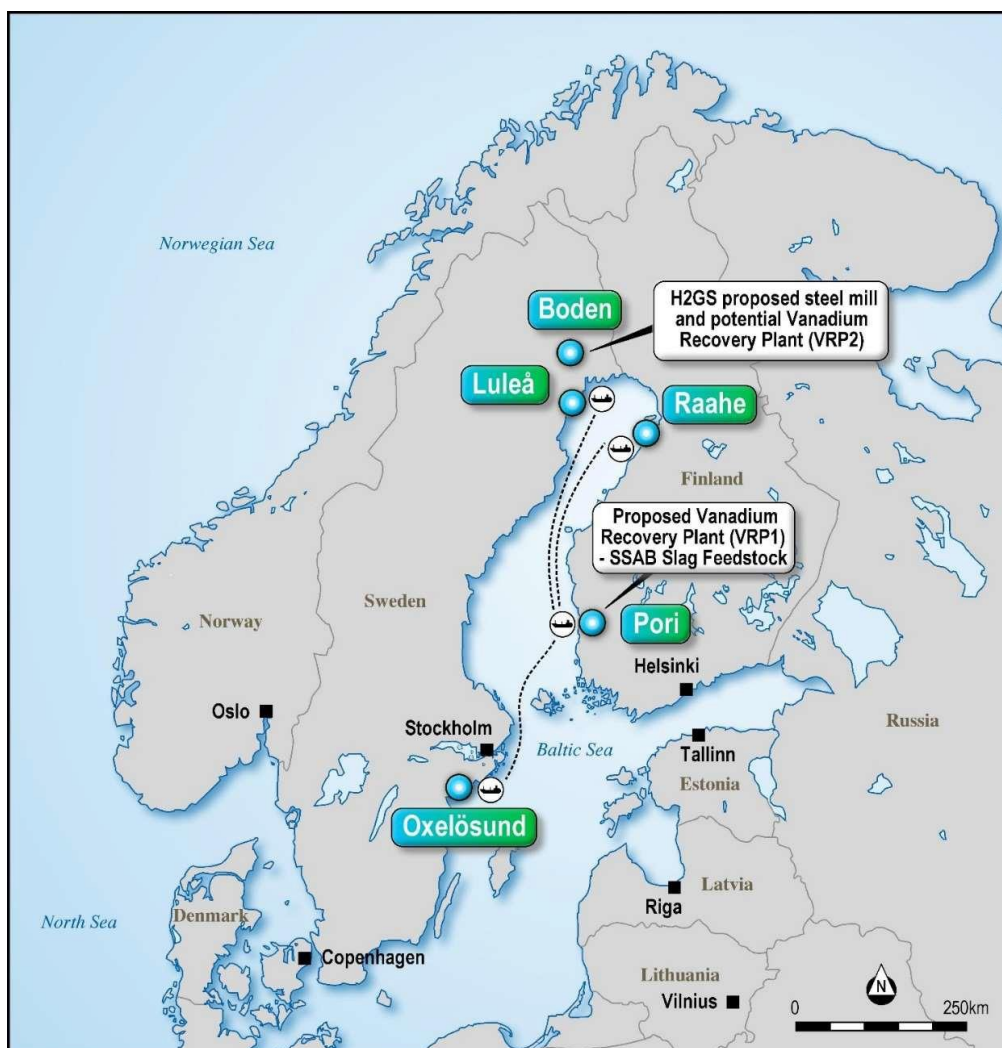 Norwegian Sea
Boden
H2GS proposed steel mill
and potential Vanadium
Recovery Plant (VRP2)
Luleå
Raahe
Finland
Proposed Vanadium
Recovery Plant (VRP1)
- SSAB Slag Feedstock
Sweden
Norway
Pori
Helsinki
Oslo
Russia
Stockholm
Baltic Sea
Tallinn
Estonia
Oxelösund
Latvia
Riga
North Sea
Denmark
Copenhagen
Lithuania
Vilnius
N
0 250km